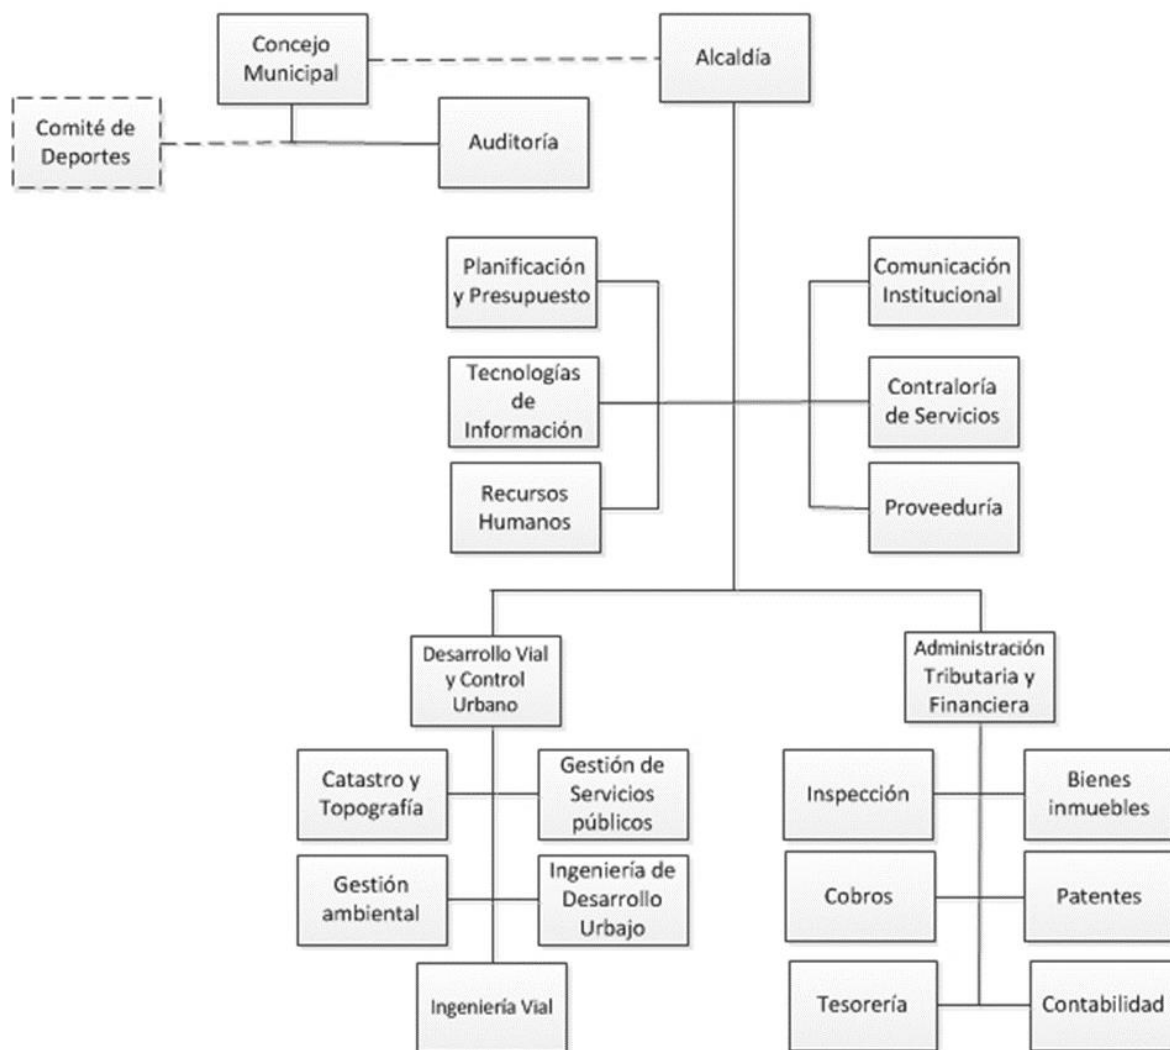 Concejo
Municipal
Alcaldía
Comité de
Deportes
Auditoría
Planificación
y Presupuesto
Comunicación
Institucional
Tecnologías
de
Información
Contraloría
de Servicios
Recursos
Humanos
Proveeduría
Desarrollo Vial
y Control
Urbano
Administración
Tributaria y
Financiera
Catastro y
Topografía
Gestión de
Servicios
públicos
Inspección
Bienes
inmuebles
Gestión
ambiental
Ingeniería de
Desarrollo
Urbajo
Cobros
Patentes
Ingeniería Vial
Tesorería
Contabilidad